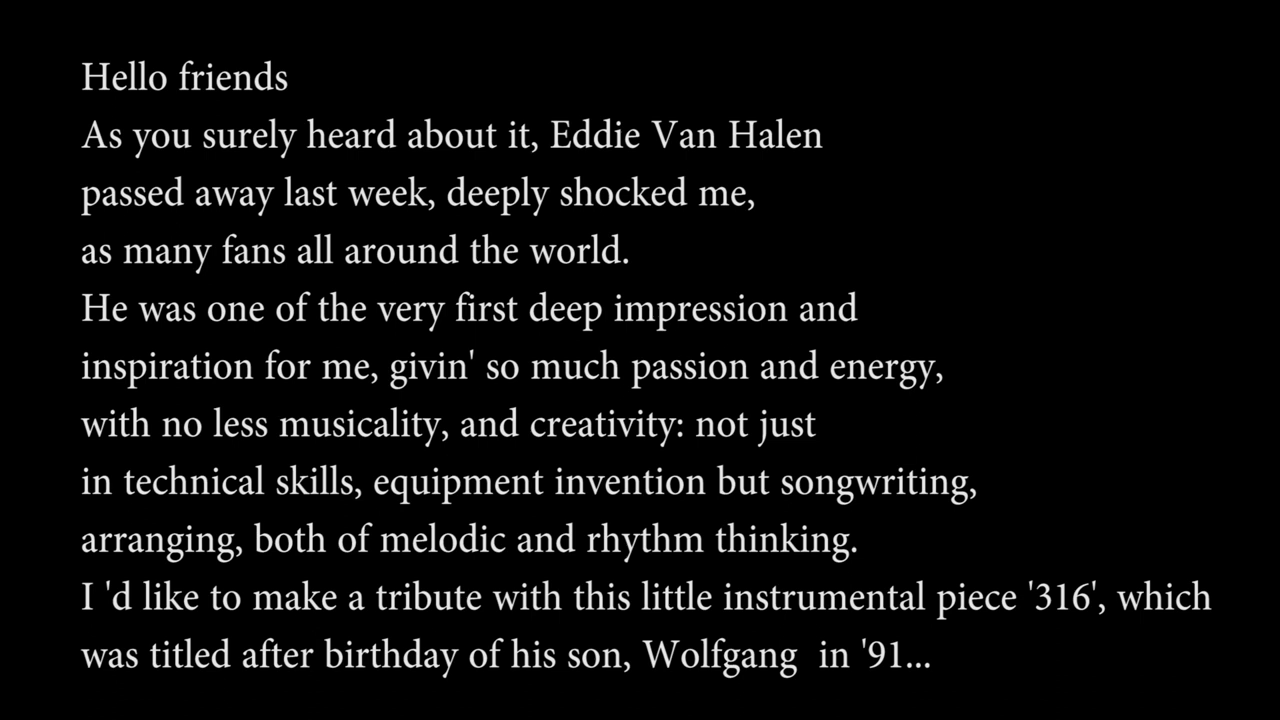 Hello friends
As you surely heard about it, Eddie Van Halen
passed away last week, deeply shocked me,
as many fans all around the world.
He was one of the very first deep impression and
inspiration for me, givin' so much passion and energy,
with no less musicality, and creativity: not just
in technical skills, equipment invention but songwriting,
arranging, both of melodic and rhythm thinking.
I 'd like to make a tribute with this little instrumental piece '316', which
was titled after birthday of his son, Wolfgang  in '91...